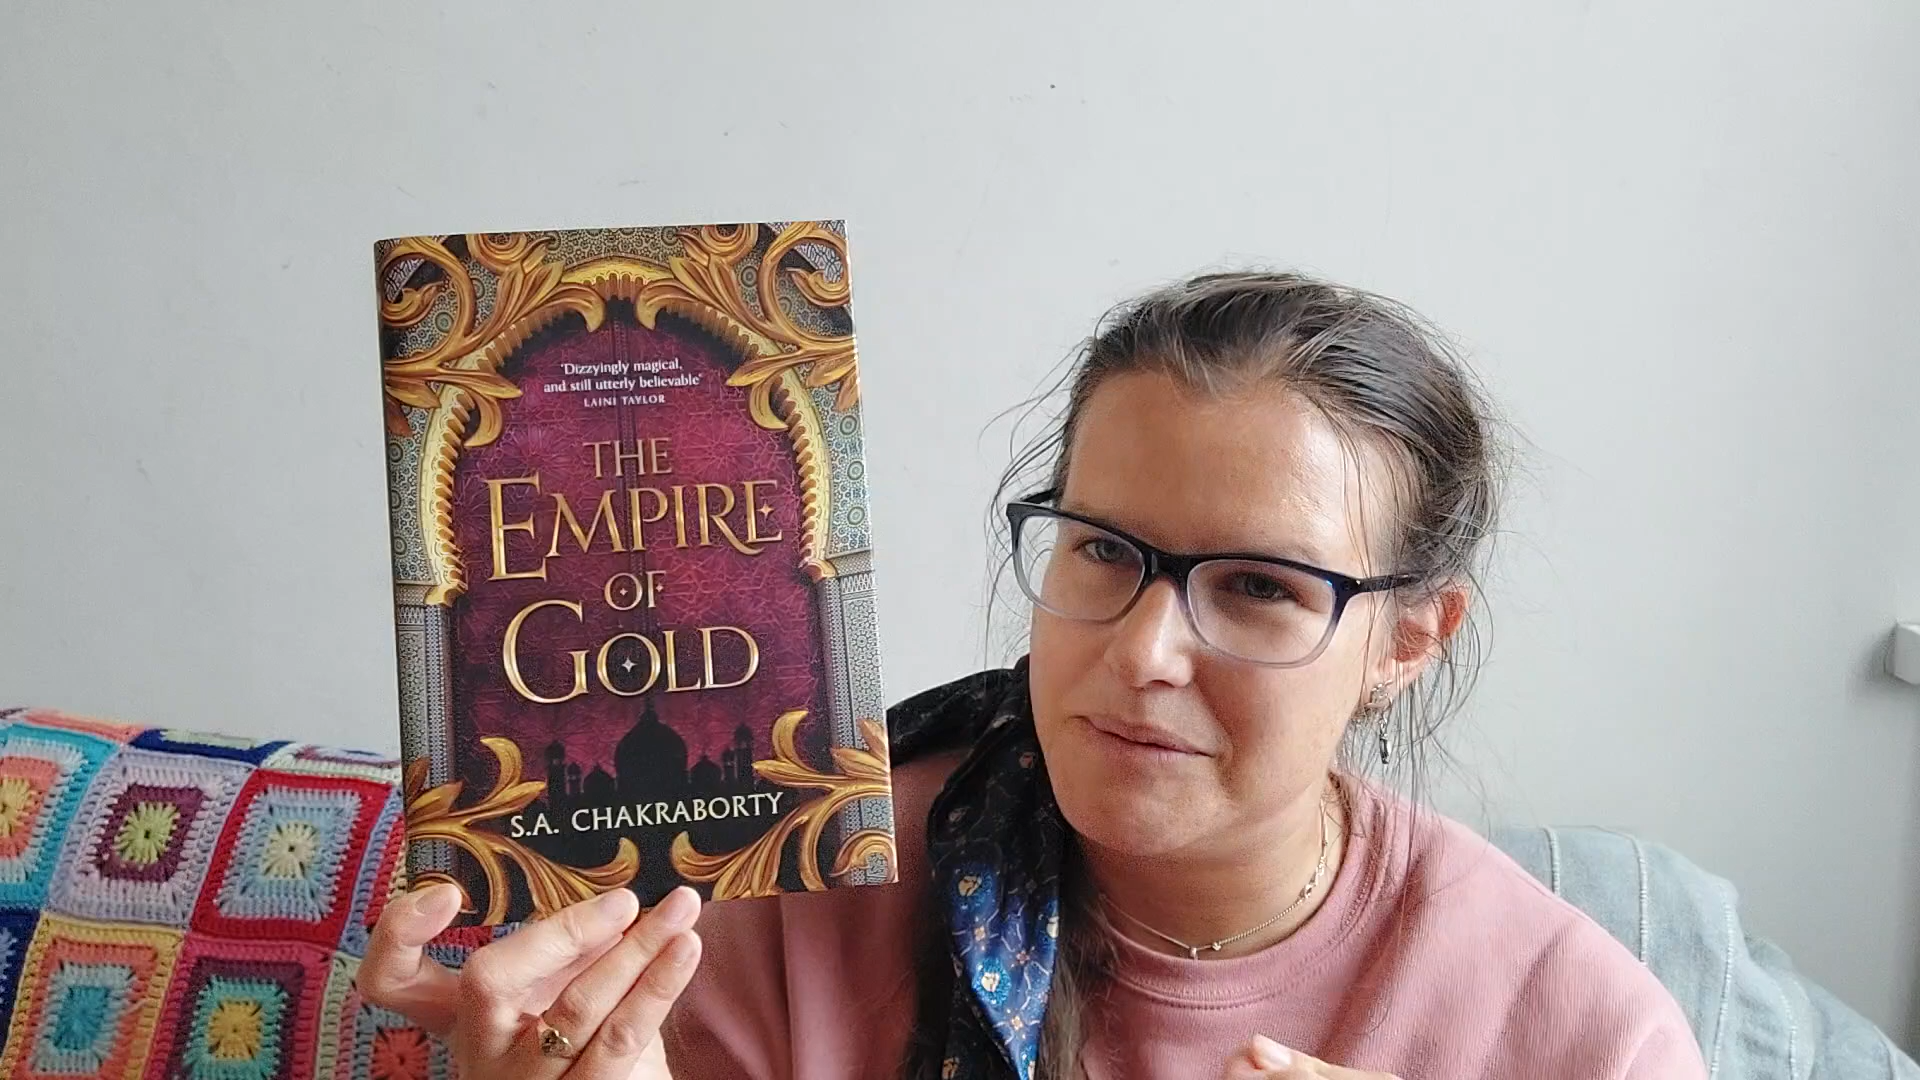 'Dizzyingly magical,
and still utterly believable'
LAINI TAYLOR
THE
EMPIRE
OF
GOLD
S.A. CHAKRABORTY